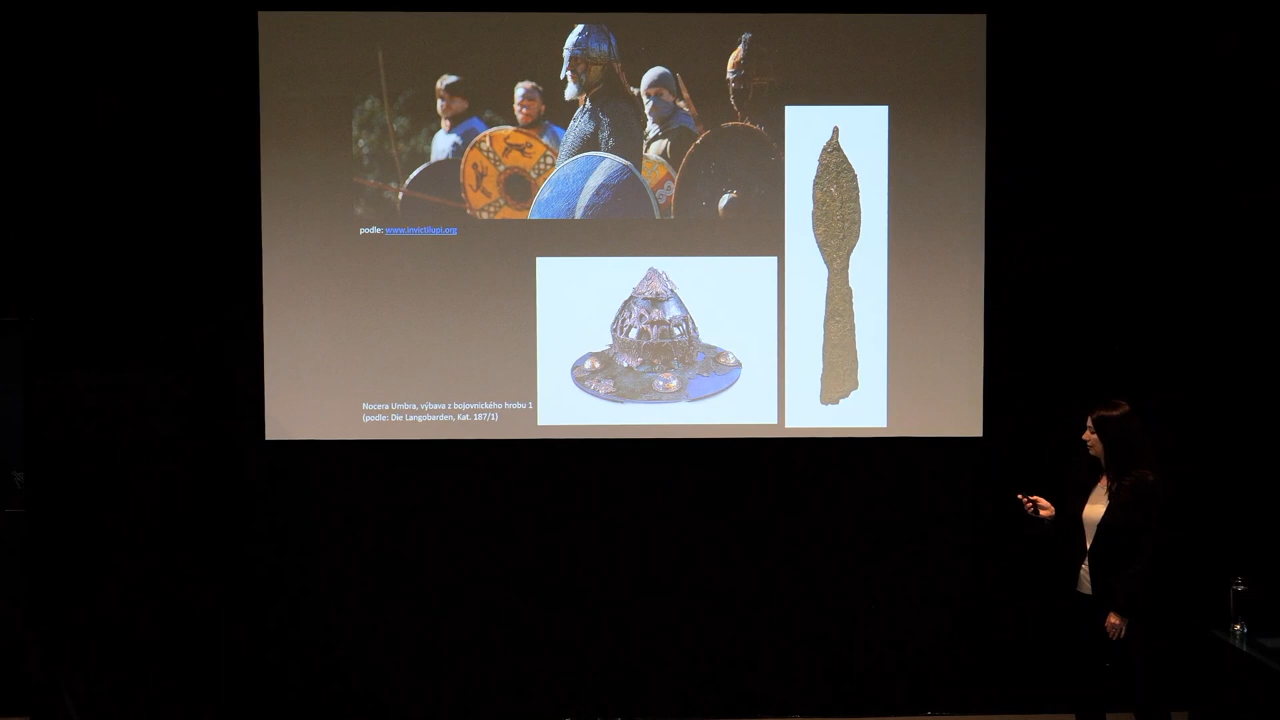 podle: www.invictilupi.org
Nocera Umbra, výbava z bojovnického hrobu 1
(podle: Die Langobarden, Kat. 187/1)